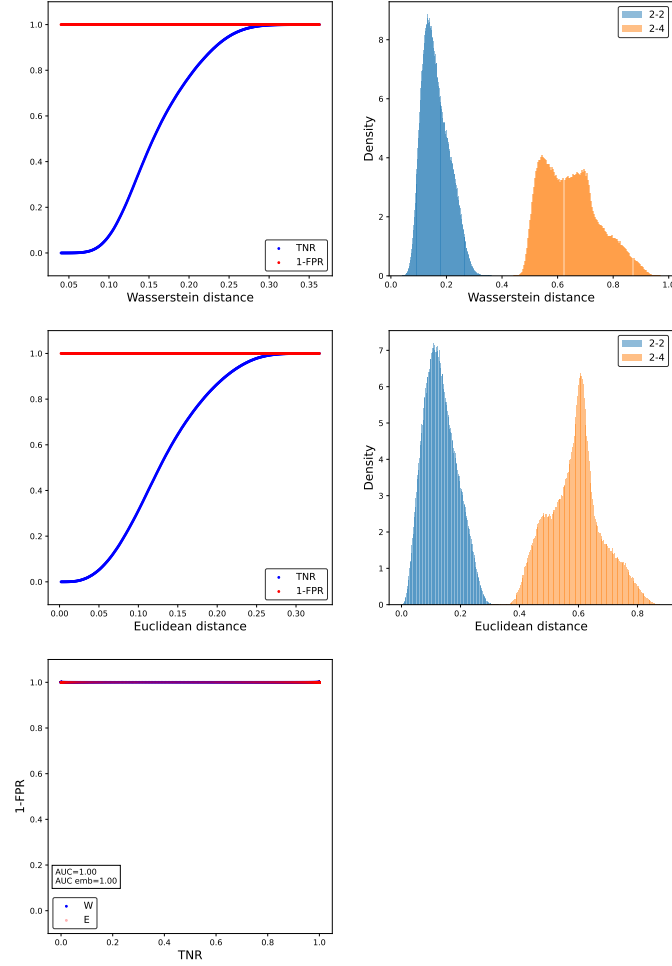 1.0
0.8
0.6
0.4
0.2
0.0
0.05 0.10 0.15 0.20 0.25 0.30 0.35
Wasserstein distance
TNR
1-FPR
8
6
4
2
0
Density
0.0 0.2 0.4 0.6 0.8 1.0
Wasserstein distance
2-2
2-4
1.0
0.8
0.6
0.4
0.2
0.0
0.00 0.05 0.10 0.15 0.20 0.25 0.30
Euclidean distance
TNR
1-FPR
7
6
5
4
3
2
1
0
Density
0.0 0.2 0.4 0.6 0.8
Euclidean distance
2-2
2-4
1.0
0.8
0.6
0.4
0.2
0.0
1-FPR
AUC=1.00
AUC emb=1.00
W
E
0.0 0.2 0.4 0.6 0.8 1.0
TNR